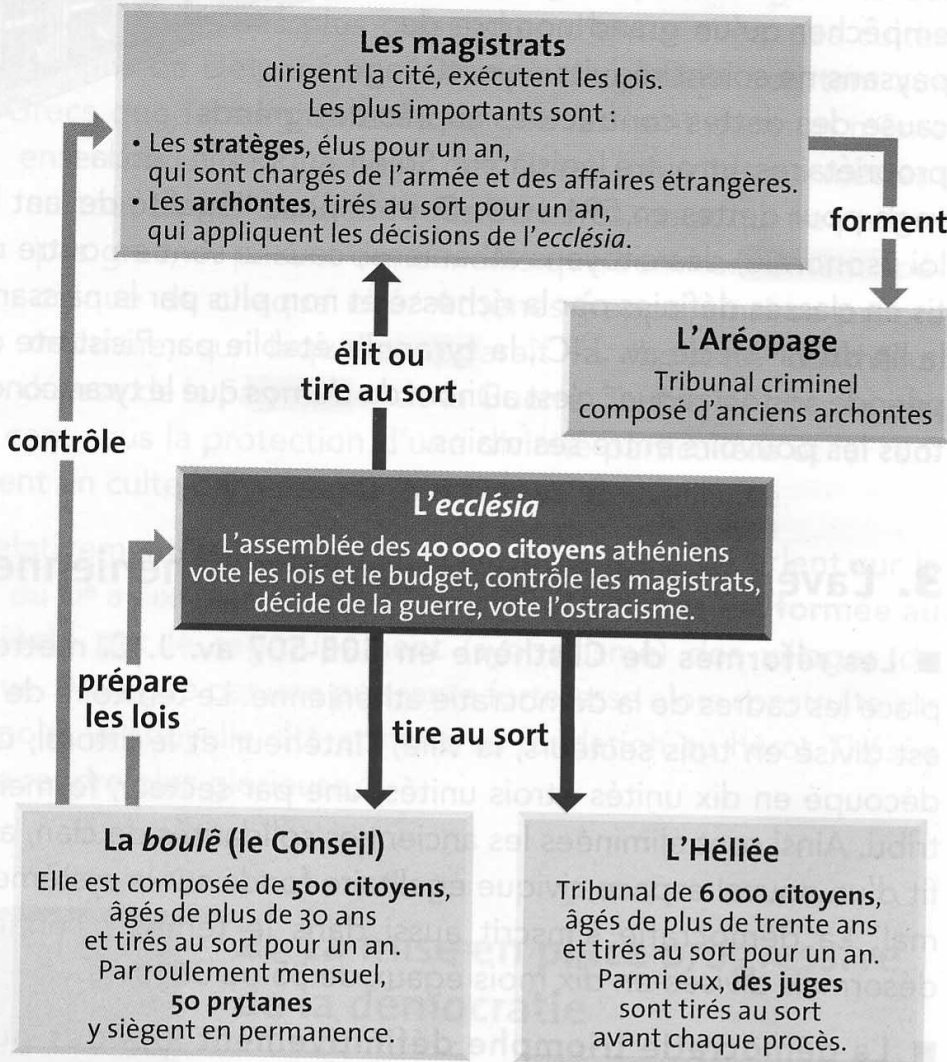 Les magistrats
dirigent la cité, exécutent les lois.
Les plus importants sont :
• Les stratèges, élus pour un an,
qui sont chargés de l'armée et des affaires étrangères.
• Les archontes, tirés au sort pour un an,
qui appliquent les décisions de l'ecclésia.
forment
L'Aréopage
Tribunal criminel
composé d'anciens archontes
élit ou
tire au sort
contrôle
L'ecclésia
L'assemblée des 40 000 citoyens athéniens
vote les lois et le budget, contrôle les magistrats,
décide de la guerre, vote l'ostracisme.
prépare
les lois
tire au sort
La boulê (le Conseil)
Elle est composée de 500 citoyens,
âgés de plus de 30 ans
et tirés au sort pour un an.
Par roulement mensuel,
50 prytanes
y siègent en permanence.
L'Héliée
Tribunal de 6 000 citoyens,
âgés de plus de trente ans
et tirés au sort pour un an.
Parmi eux, des juges
sont tirés au sort
avant chaque procès.